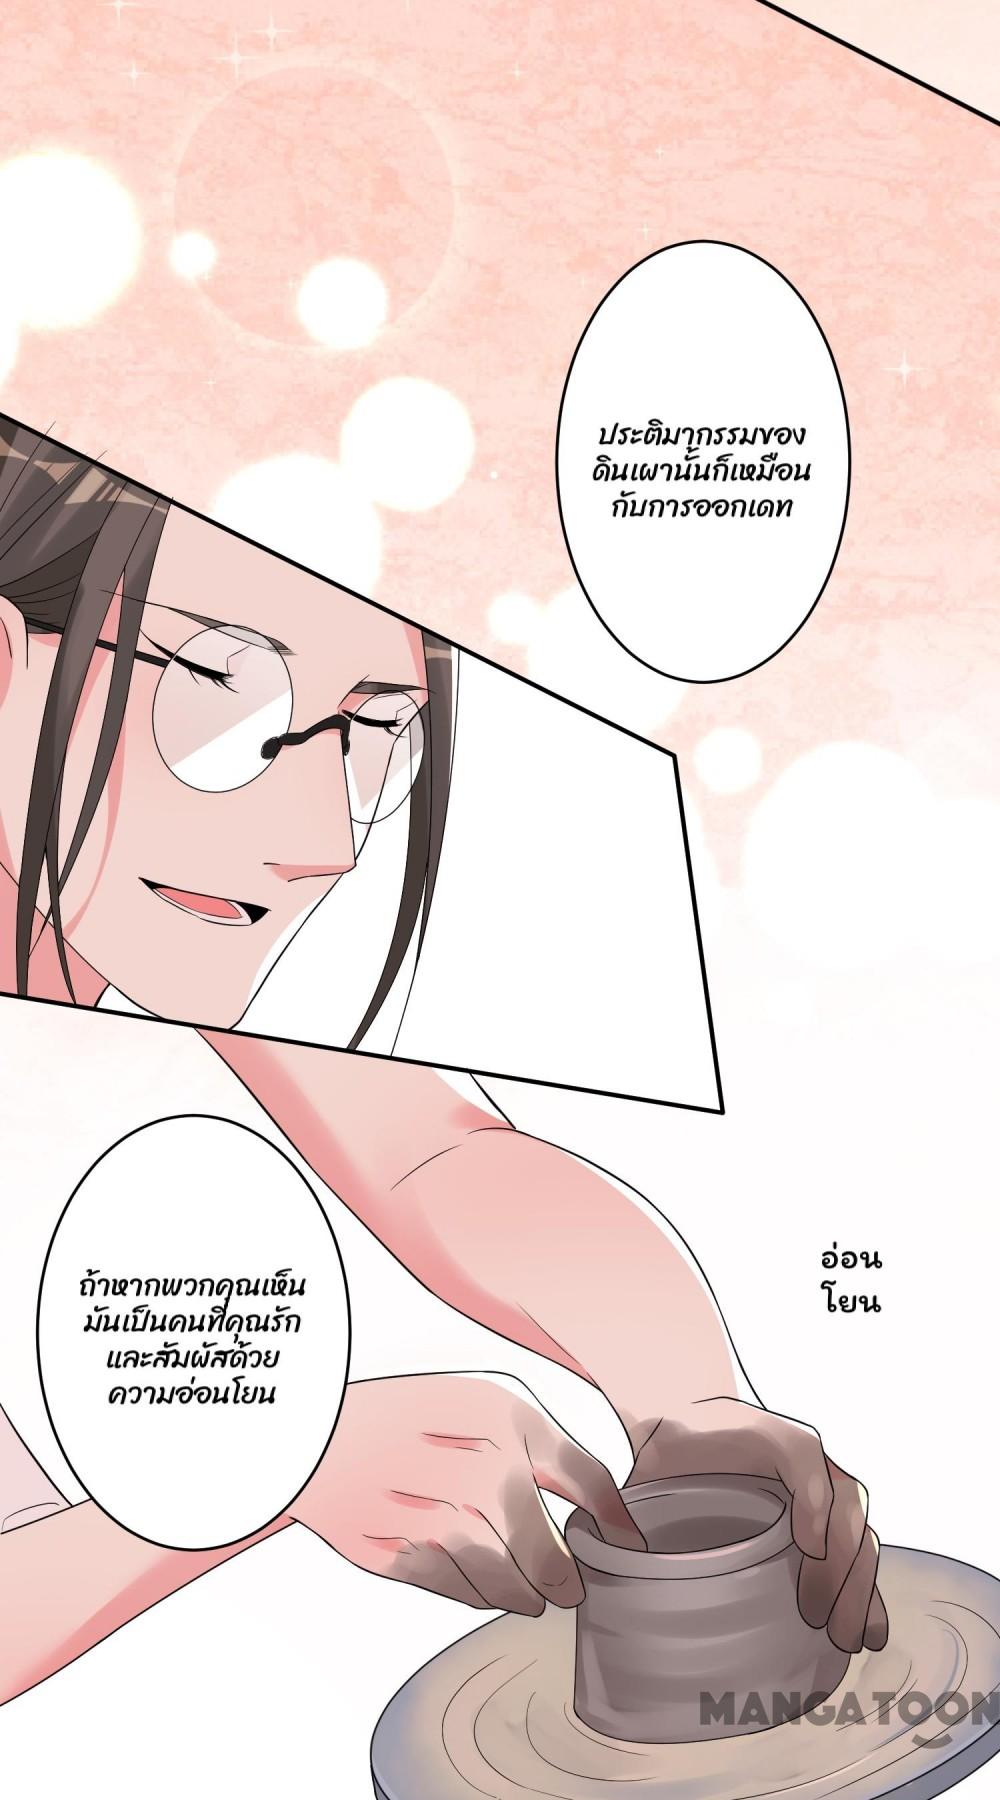 ประติมากรรมของ
ดินเผานั้นก็เหมือน
กับการออกเดท
อ่อน
โยน
ถ้าหากพวกคุณเห็น
มันเป็นคนที่คุณรัก
และสัมผัสด้วย
ความอ่อนโยน
MANGATOON